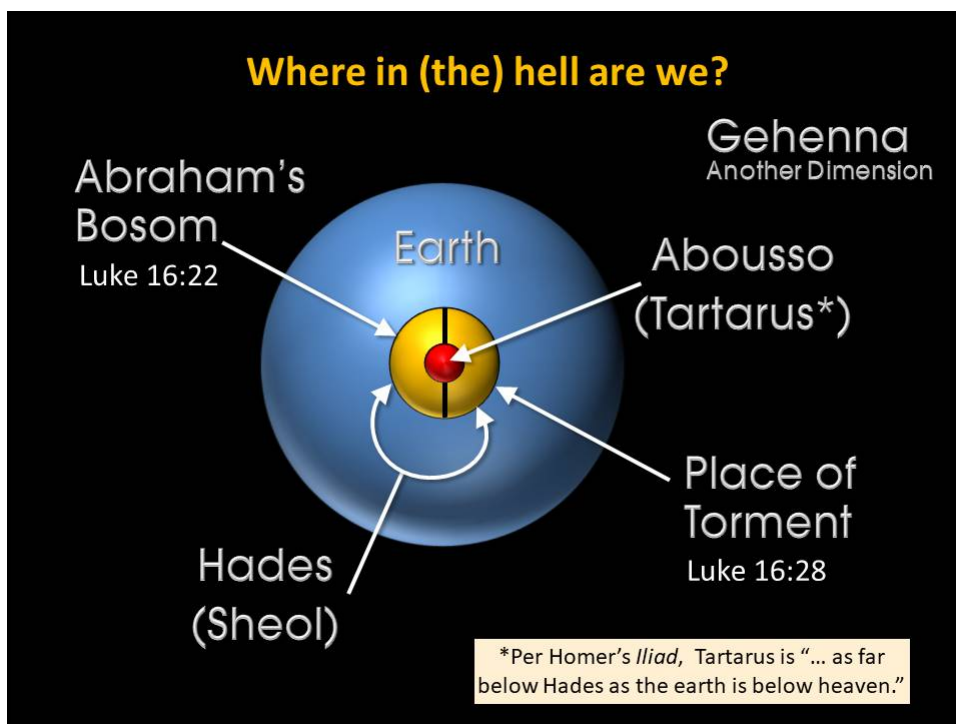 Where in (the) hell are we?
Gehenna
Another Dimension
Abraham's
Bosom
Luke 16:22
Earth
Abousso
(Tartarus*)
Place of
Torment
Luke 16:28
Hades
(Sheol)
*Per Homer's Iliad, Tartarus is “… as far
below Hades as the earth is below heaven.”